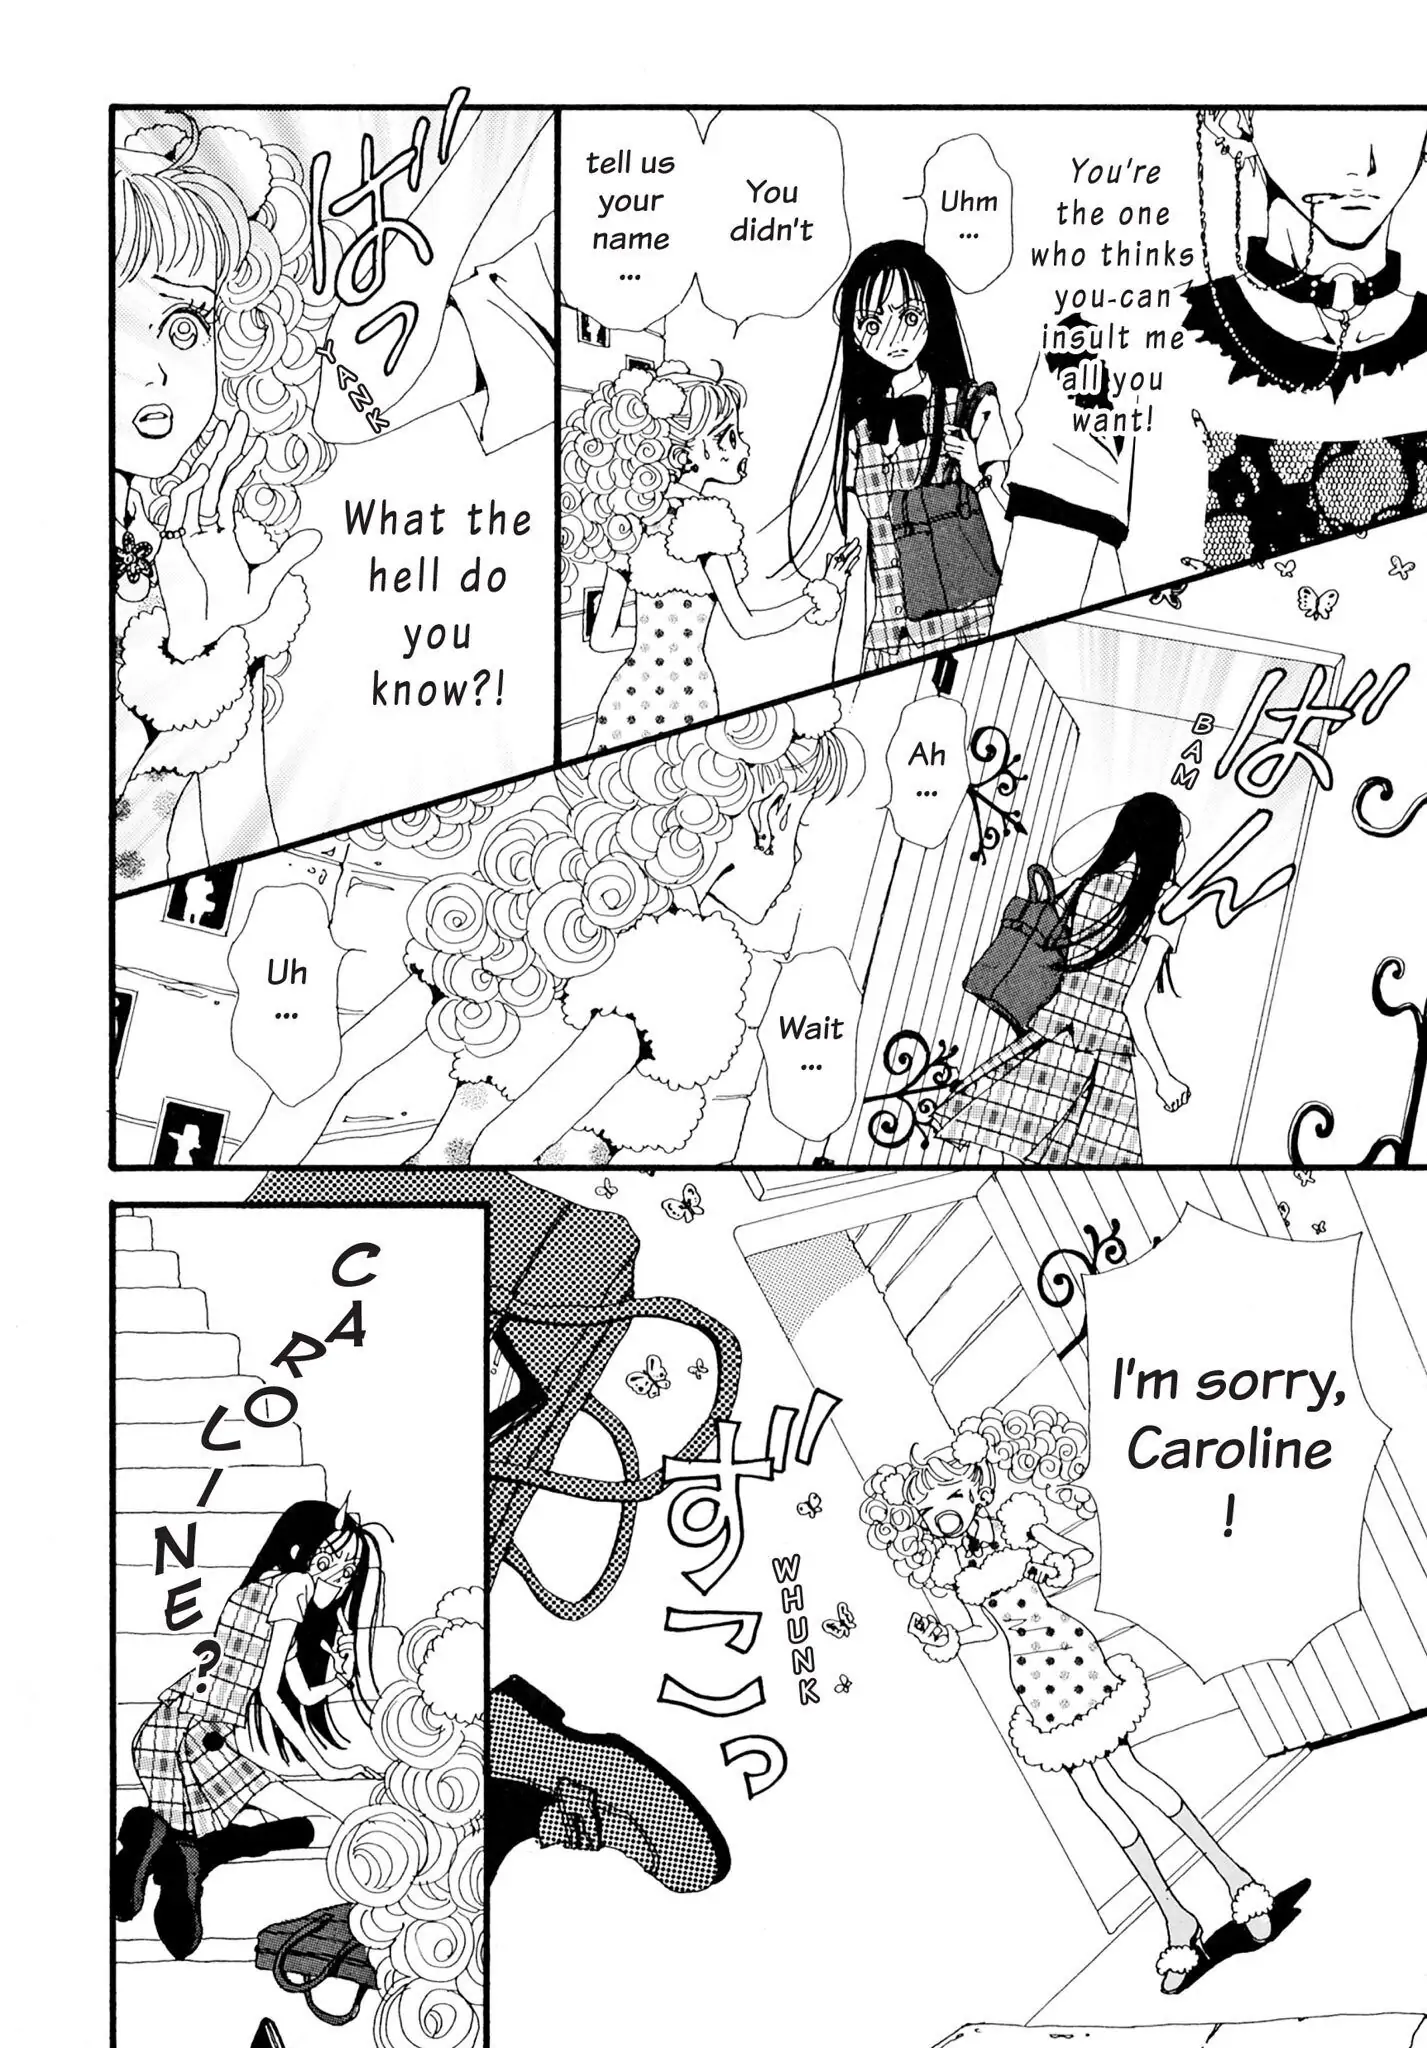 You're
the one
who thinks
you-can
insult me
all you
want!
Uhm
...
You
didn't
tell us
your
name
...
ばっ
YANK
What the
hell do
you
know?!
ばん
BAM
Ah
...
Wait
...
Uh
...
I'm sorry,
Caroline
!
ずこっ
WHUNK
CAROLINE?